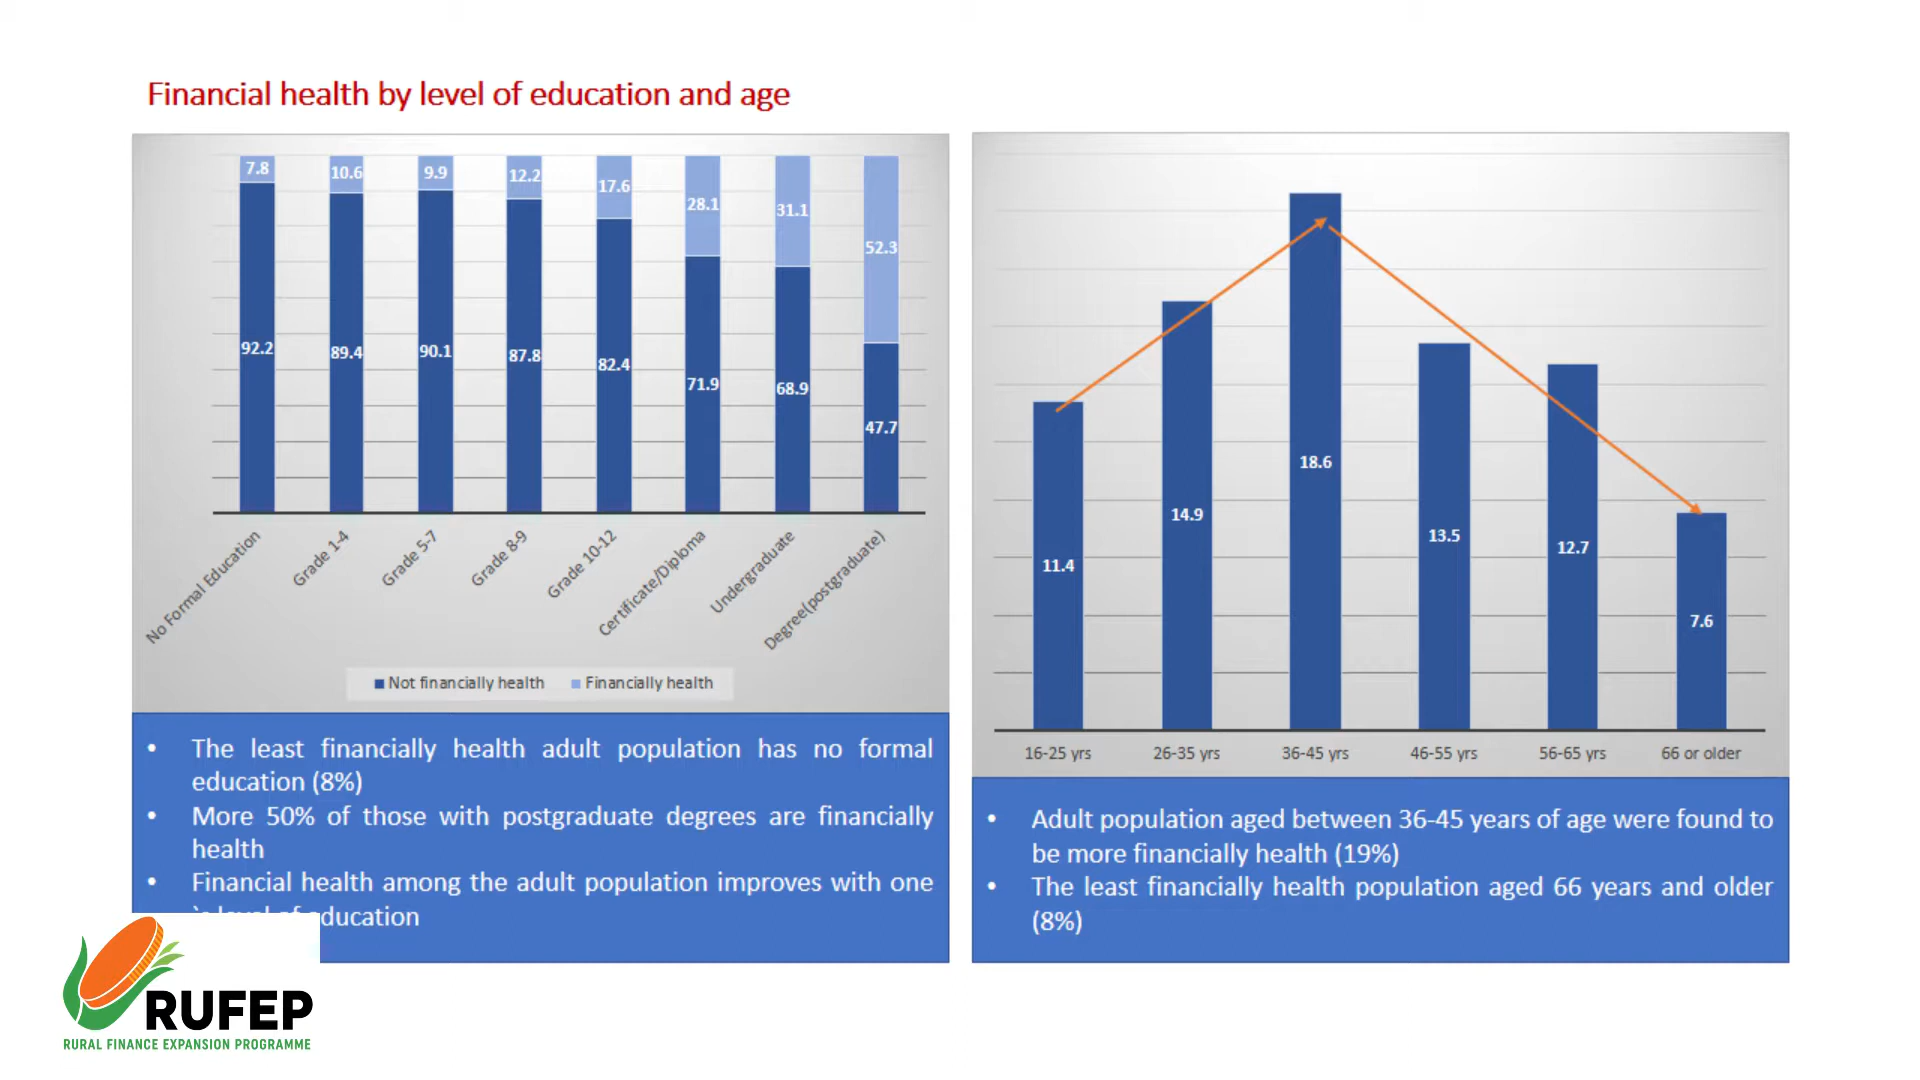 Financial health by level of education and age
7.8 10.6 9.9 12.2 17.6 28.1 31.1 52.3
92.2 89.4 90.1 87.8 82.4 71.9 68.9 47.7
No Formal Education
Grade 1-4
Grade 5-7
Grade 8-9
Grade 10-12
Certificate/Diploma
Undergraduate
Degree(postgraduate)
Not financially health Financially health
• The least financially health adult population has no formal
education (8%)
• More 50% of those with postgraduate degrees are financially
health
• Financial health among the adult population improves with one
`s level of education
11.4 14.9 18.6 13.5 12.7 7.6
16-25 yrs 26-35 yrs 36-45 yrs 46-55 yrs 56-65 yrs 66 or older
• Adult population aged between 36-45 years of age were found to
be more financially health (19%)
• The least financially health population aged 66 years and older
(8%)
RUFEP
RURAL FINANCE EXPANSION PROGRAMME